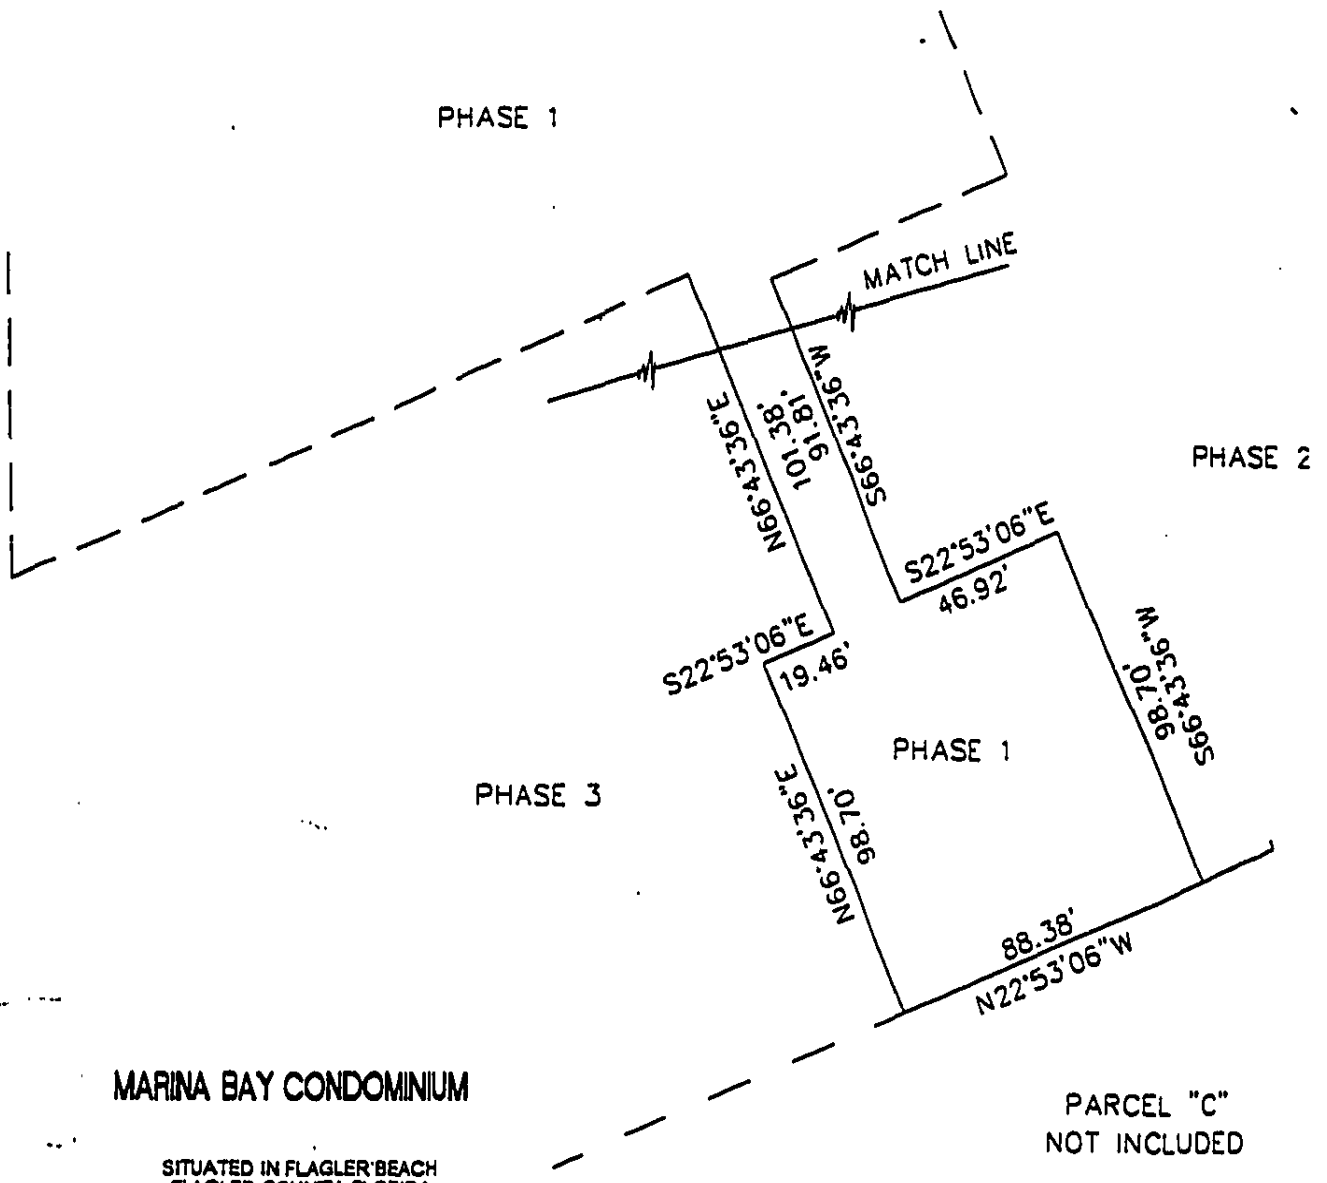 PHASE 1
MATCH LINE
N66°43'36"E
101.38'
91.81'
S66°43'36"W
PHASE 2
S22°53'06"E
46.92'
S22°53'06"E
19.46'
S66°43'36"W
98.70'
PHASE 1
PHASE 3
N66°43'36"E
98.70'
88.38'
N22°53'06"W
MARINA BAY CONDOMINIUM
PARCEL "C"
NOT INCLUDED
SITUATED IN FLAGLER BEACH